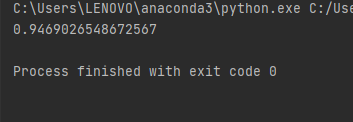 C:\Users\LENOVO\anaconda3\python.exe C:/Use
0.9469026548672567
Process finished with exit code 0